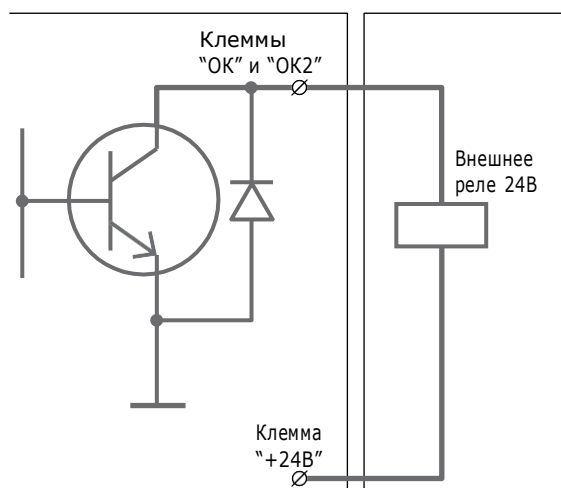 Клеммы
“ОК” и “ОК2”
Внешнее
реле 24В
Клемма
“+24В”